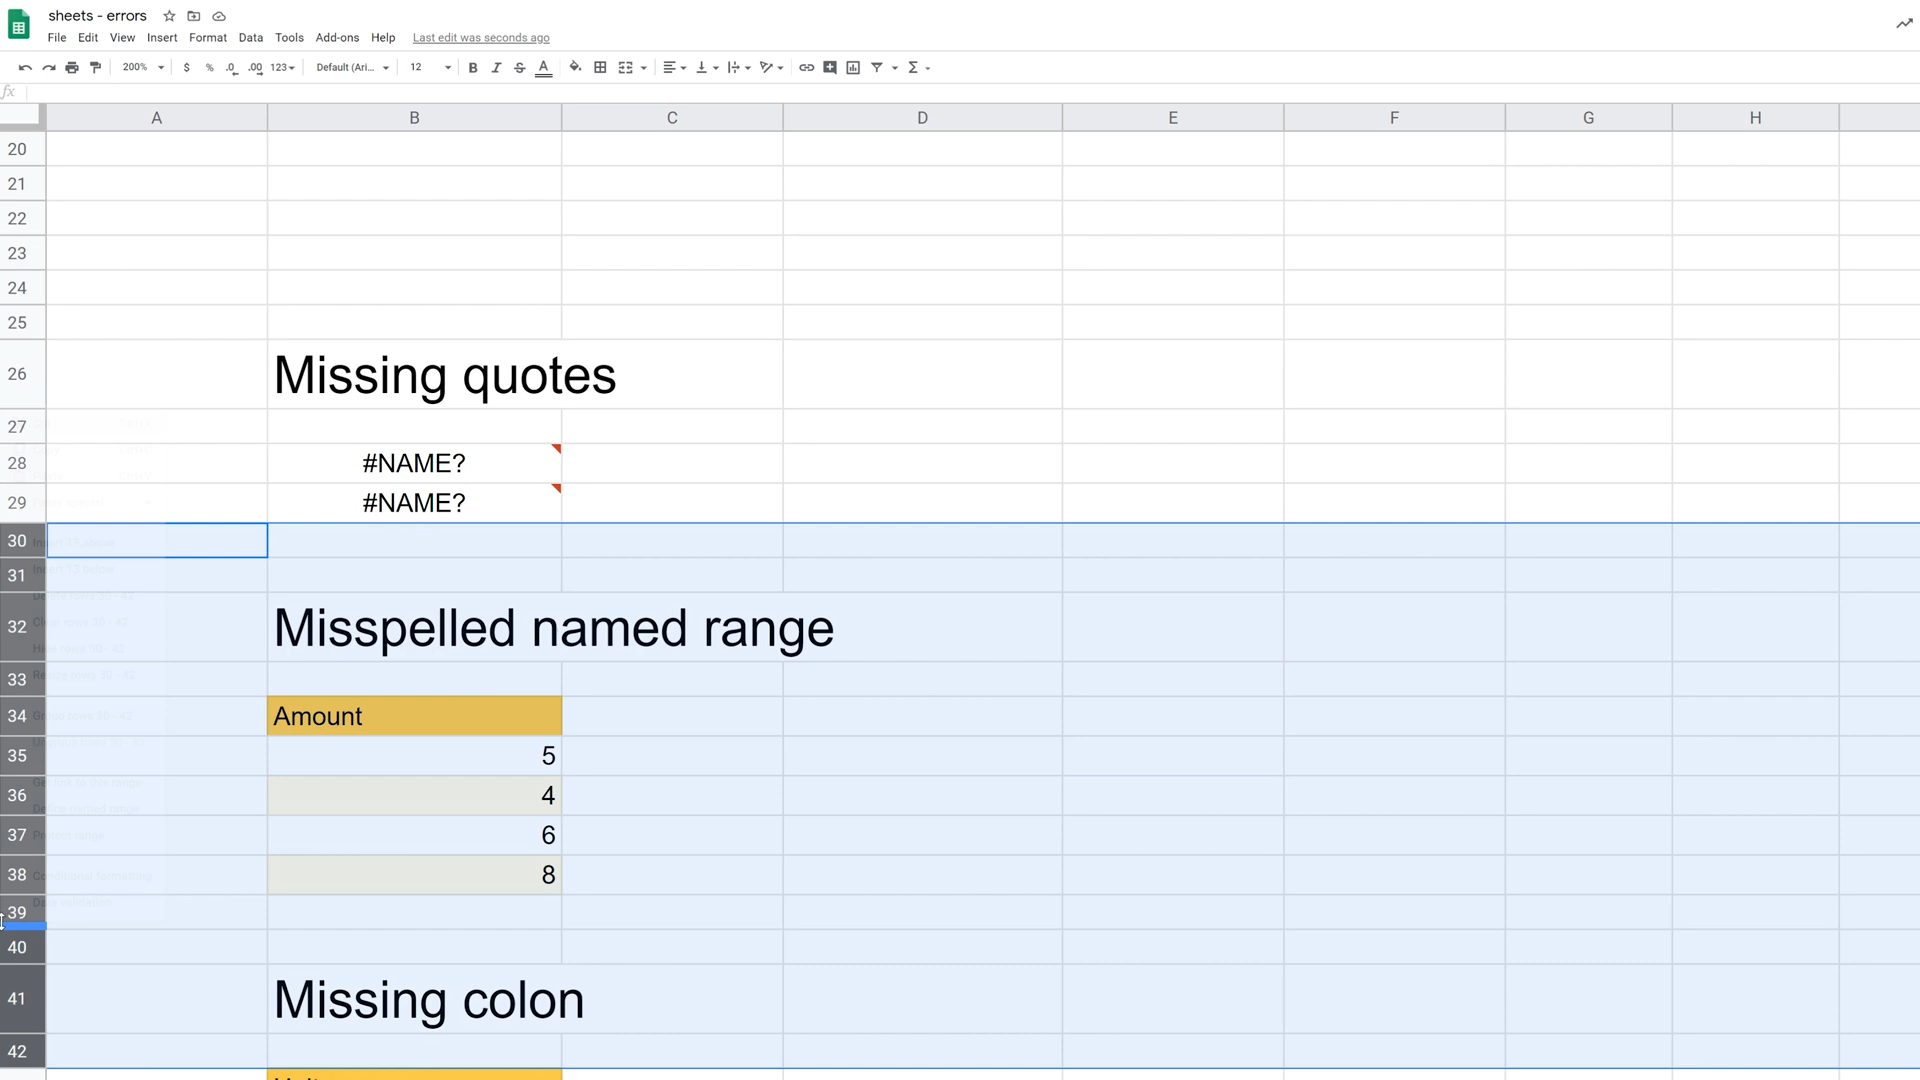 sheets - errors
File Edit View Insert Format Data Tools Add-ons Help Last edit was seconds ago
200% $ % .0 .00 123 Default (Ari... 12 B I S A
fx
A B C D E F G H
20
21
22
23
24
25
26 Missing quotes
27
28 #NAME?
29 #NAME?
30
31
32 Misspelled named range
33
34 Amount
35 5
36 4
37 6
38 8
39
40
41 Missing colon
42